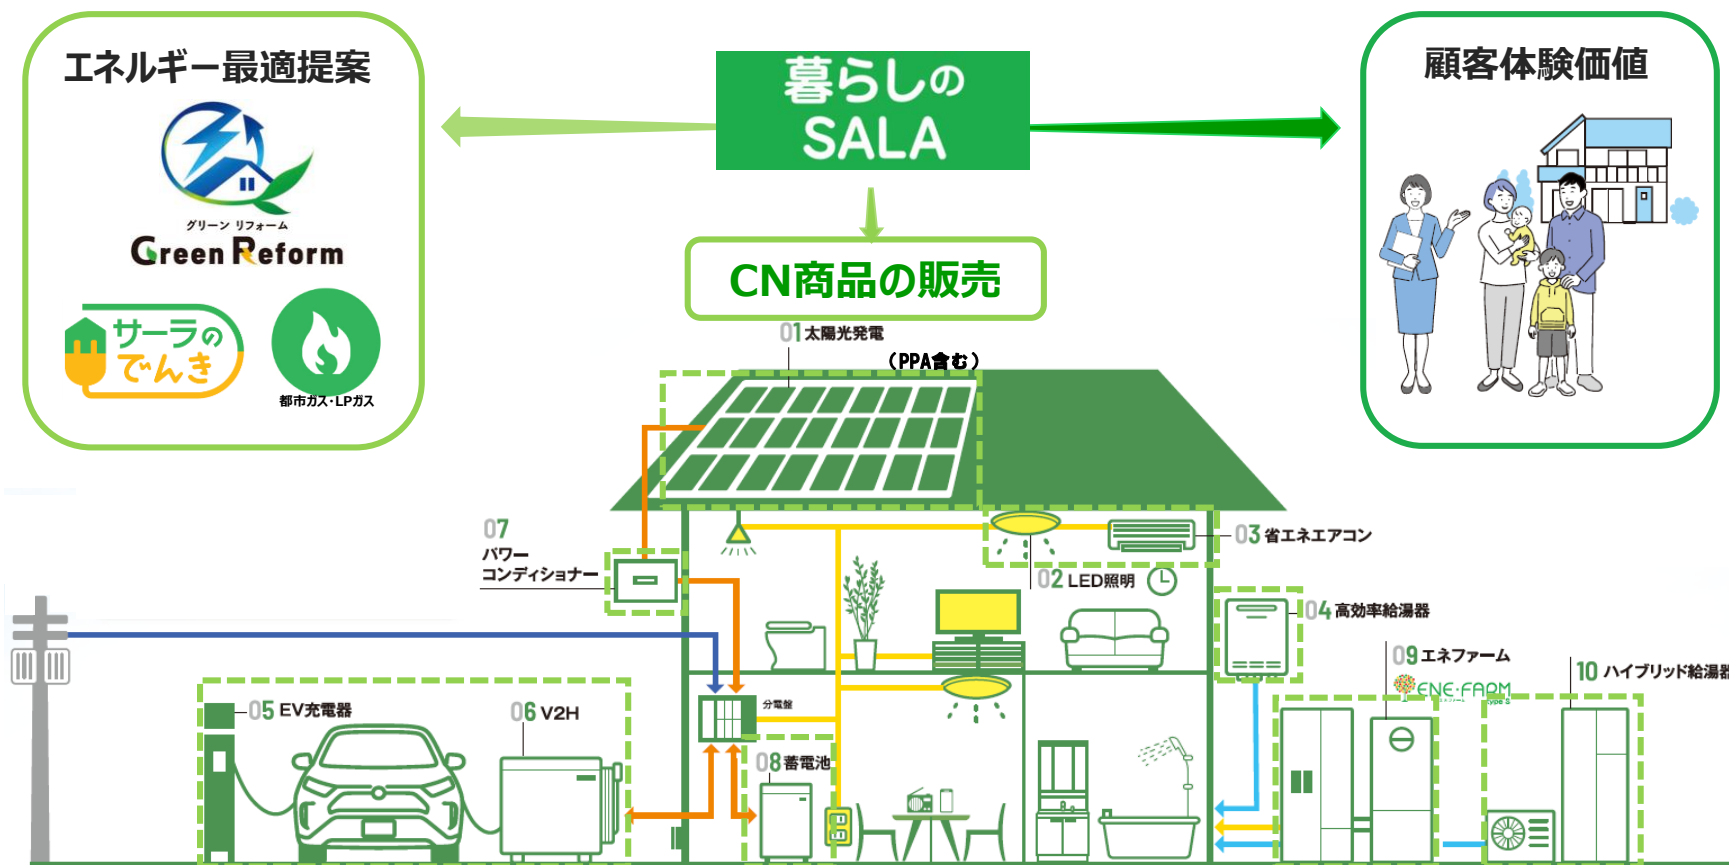 エネルギー最適提案
グリーン リフォーム
Green Reform
サーラの
でんき
都市ガス・LPガス
暮らしの
SALA
CN商品の販売
顧客体験価値
01 太陽光発電
（PPA含む）
07
パワー
コンディショナー
03 省エネエアコン
02 LED照明
04 高効率給湯器
09 エネファーム
ENE·FARM
type S
10 ハイブリッド給湯器
05 EV充電器
06 V2H
分電盤
08 蓄電池